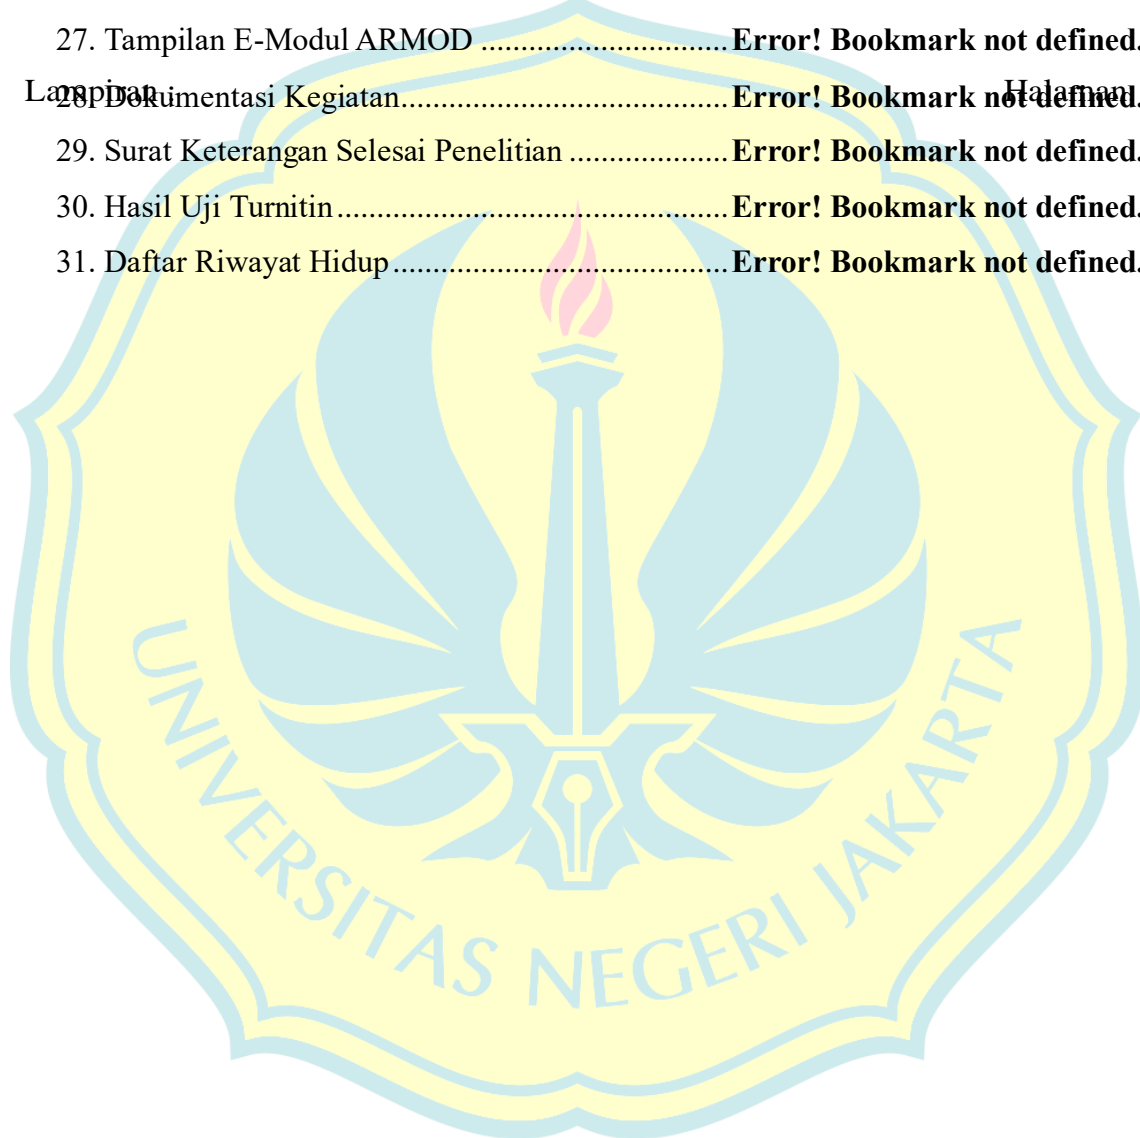 27. Tampilan E-Modul ARMOD ........................... Error! Bookmark not defined.
Lampiran : Halaman
28. Dokumentasi Kegiatan.................................... Error! Bookmark not defined.
29. Surat Keterangan Selesai Penelitian ................. Error! Bookmark not defined.
30. Hasil Uji Turnitin........................................... Error! Bookmark not defined.
31. Daftar Riwayat Hidup..................................... Error! Bookmark not defined.
UNIVERSITAS NEGERI JAKARTA